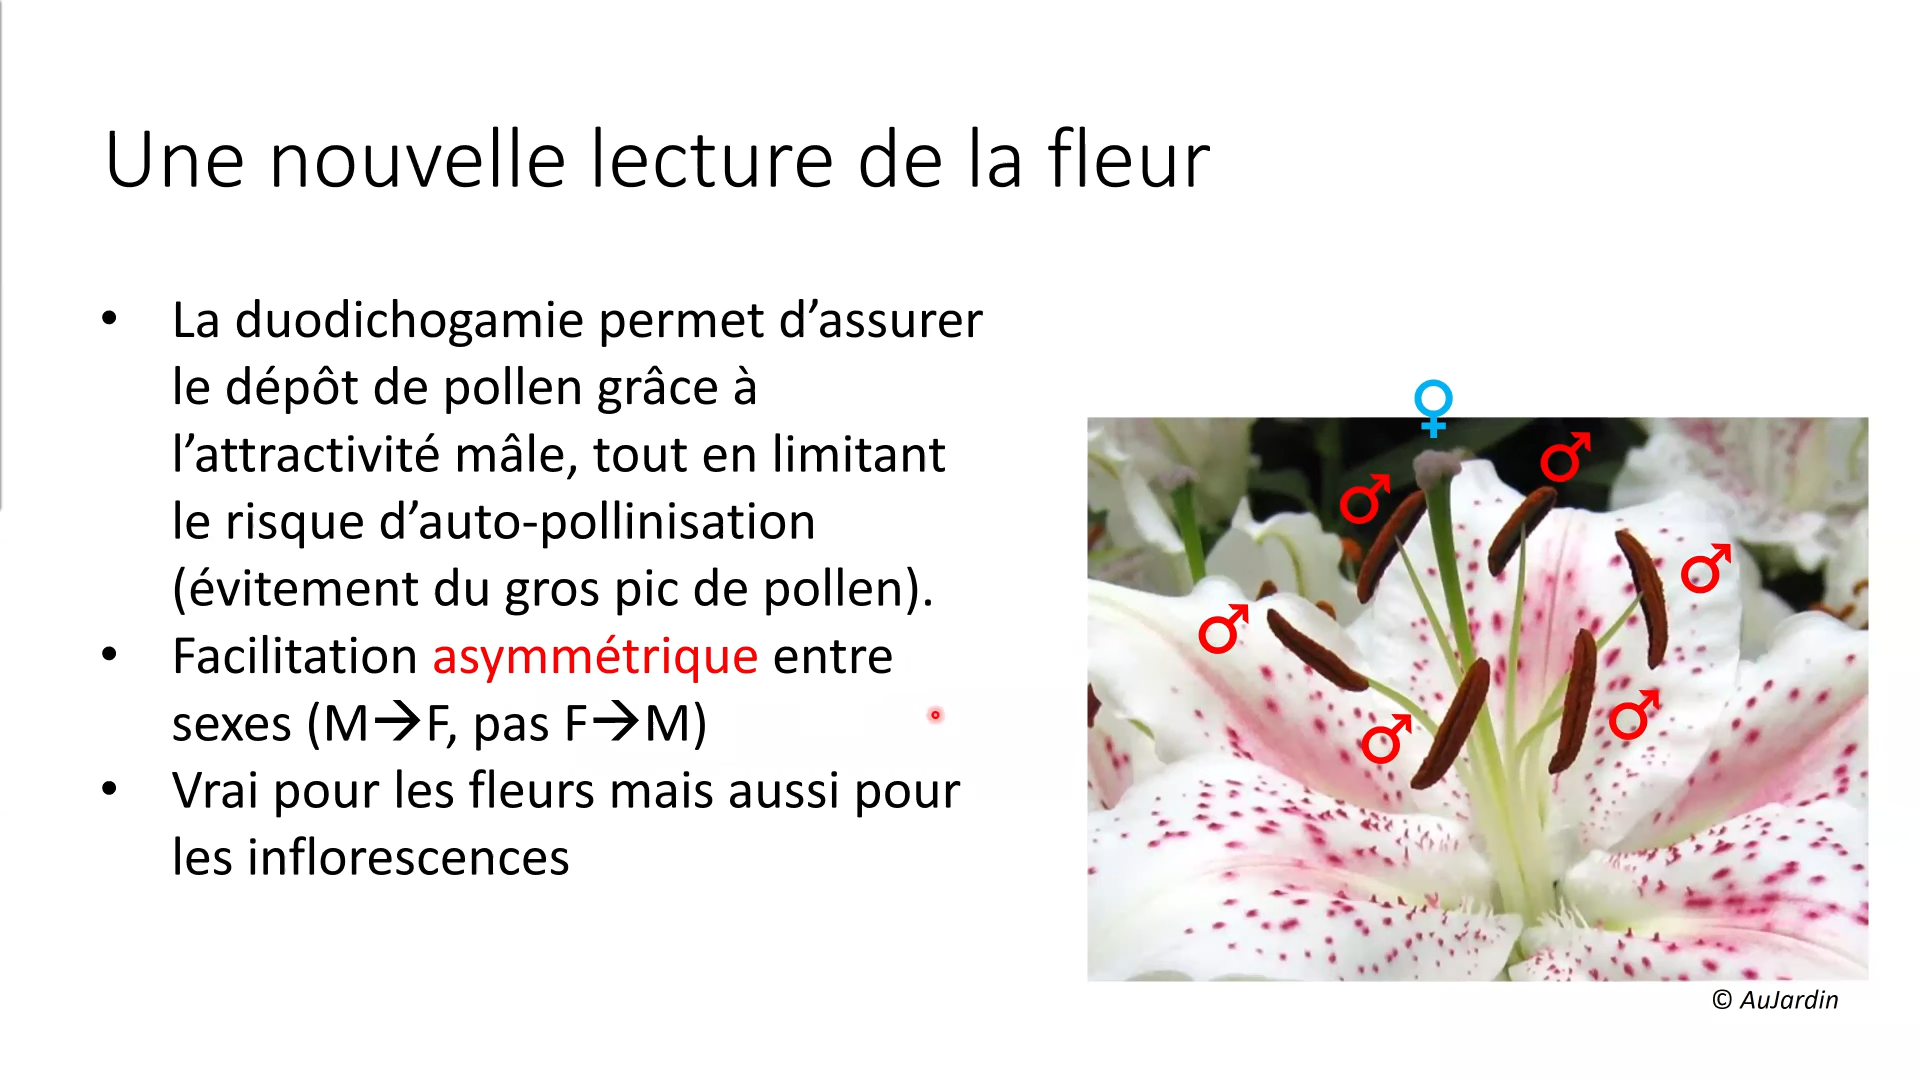 Une nouvelle lecture de la fleur
• La duodichogamie permet d’assurer
le dépôt de pollen grâce à
l’attractivité mâle, tout en limitant
le risque d’auto-pollinisation
(évitement du gros pic de pollen).
• Facilitation asymmétrique entre
sexes (M→F, pas F→M)
• Vrai pour les fleurs mais aussi pour
les inflorescences
♀
♂
♂
♂
♂
♂
♂
© AuJardin